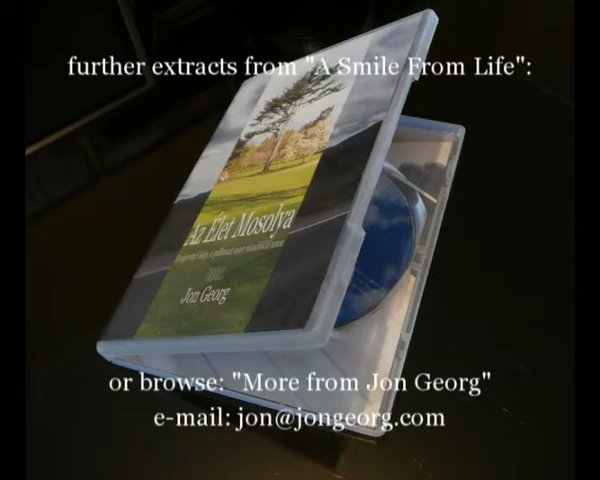 further extracts from "A Smile From Life":
Az Élet Mosolya
Jon Georg
or browse: "More from Jon Georg"
e-mail: jon@jongeorg.com